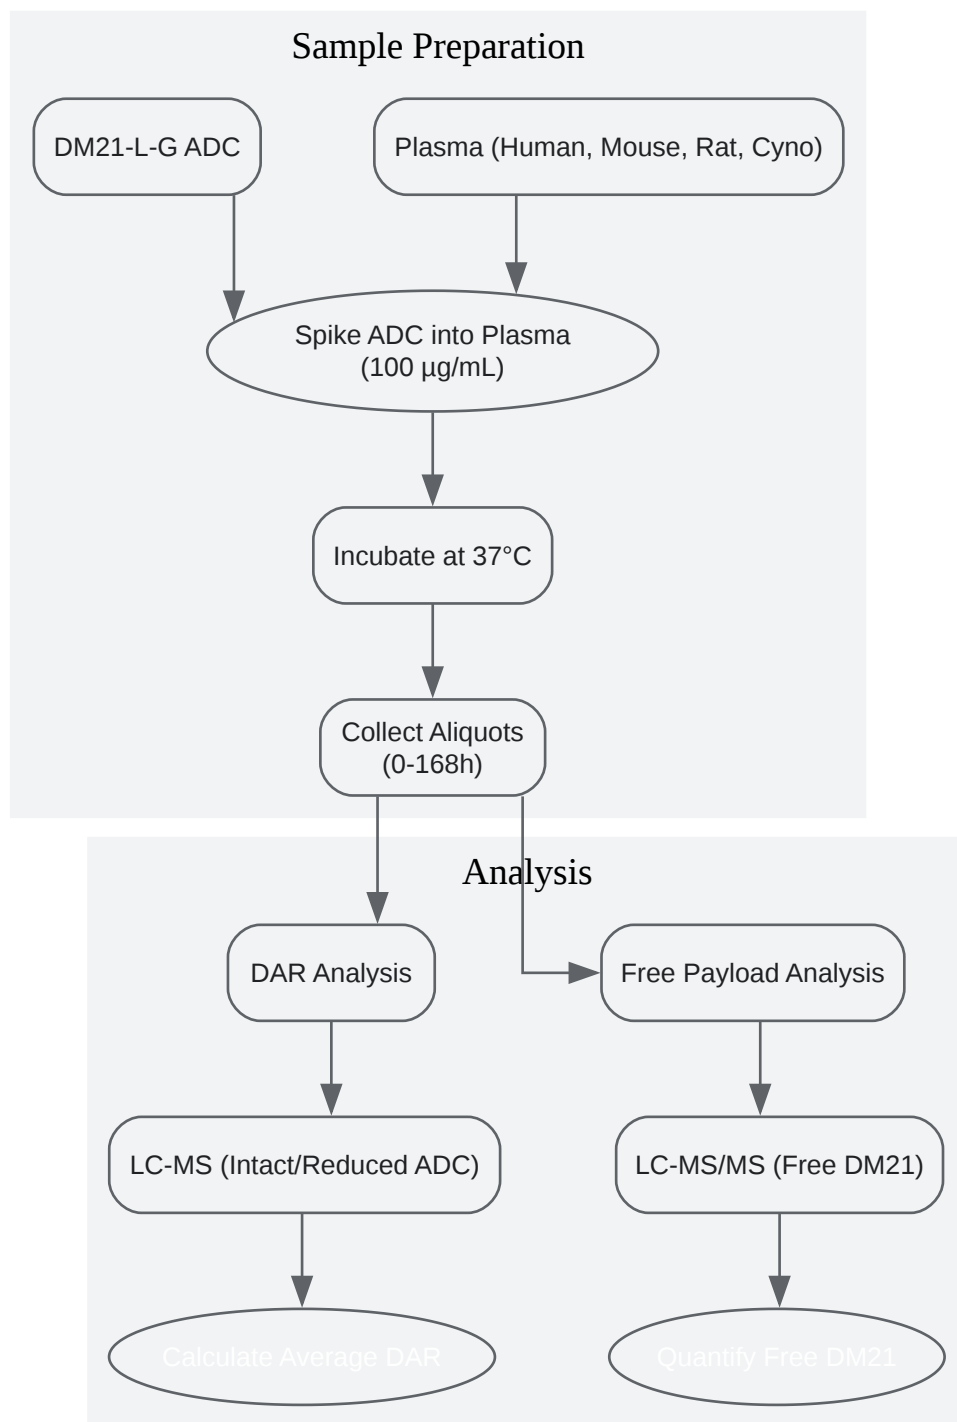 Sample Preparation
DM21-L-G ADC
Plasma (Human, Mouse, Rat, Cyno)
Spike ADC into Plasma
(100 µg/mL)
Incubate at 37°C
Collect Aliquots
(0-168h)
Analysis
DAR Analysis
Free Payload Analysis
LC-MS (Intact/Reduced ADC)
LC-MS/MS (Free DM21)
Calculate Average DAR
Quantify Free DM21